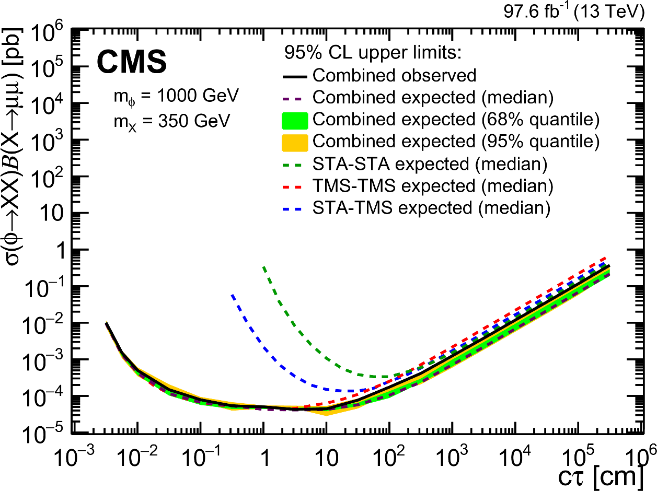 97.6 fb⁻¹ (13 TeV)
CMS
mϕ = 1000 GeV
mX = 350 GeV
95% CL upper limits:
Combined observed
Combined expected (median)
Combined expected (68% quantile)
Combined expected (95% quantile)
STA-STA expected (median)
TMS-TMS expected (median)
STA-TMS expected (median)
σ(ϕ→XX)B(X→μμ) [pb]
10⁶
10⁵
10⁴
10³
10²
10
1
10⁻¹
10⁻²
10⁻³
10⁻⁴
10⁻⁵
10⁻³ 10⁻² 10⁻¹ 1 10 10² 10³ 10⁴ 10⁵ 10⁶
cτ [cm]